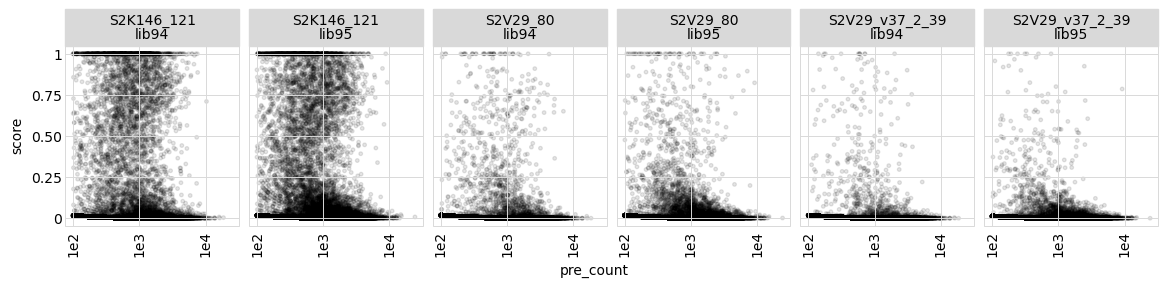 S2K146_121 S2K146_121 S2V29_80 S2V29_80 S2V29_v37_2_39 S2V29_v37_2_39
lib94 lib95 lib94 lib95 lib94 lib95
1
0.75
0.50
0.25
0
score
1e2 1e3 1e4 1e2 1e3 1e4 1e2 1e3 1e4 1e2 1e3 1e4 1e2 1e3 1e4 1e2 1e3 1e4
pre_count